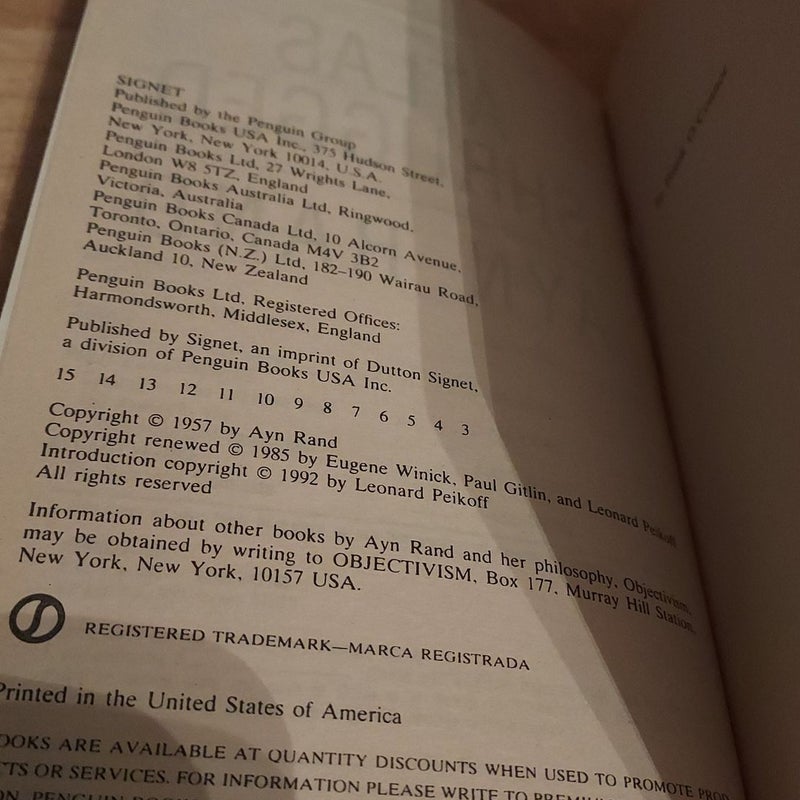 SIGNET
Published by the Penguin Group
Penguin Books USA Inc., 375 Hudson Street,
New York, New York 10014, U.S.A.
Penguin Books Ltd, 27 Wrights Lane,
London W8 5TZ, England
Penguin Books Australia Ltd, Ringwood,
Victoria, Australia
Penguin Books Canada Ltd, 10 Alcorn Avenue,
Toronto, Ontario, Canada M4V 3B2
Penguin Books (N.Z.) Ltd, 182–190 Wairau Road,
Auckland 10, New Zealand
Penguin Books Ltd, Registered Offices:
Harmondsworth, Middlesex, England
Published by Signet, an imprint of Dutton Signet,
a division of Penguin Books USA Inc.
15 14 13 12 11 10 9 8 7 6 5 4 3
Copyright © 1957 by Ayn Rand
Copyright renewed © 1985 by Eugene Winick, Paul Gitlin, and Leonard Peikoff
Introduction copyright © 1992 by Leonard Peikoff
All rights reserved
Information about other books by Ayn Rand and her philosophy, Objectivism,
may be obtained by writing to OBJECTIVISM, Box 177, Murray Hill Station,
New York, New York, 10157 USA.
REGISTERED TRADEMARK—MARCA REGISTRADA
Printed in the United States of America
OOKS ARE AVAILABLE AT QUANTITY DISCOUNTS WHEN USED TO PROMOTE PROD
CTS OR SERVICES. FOR INFORMATION PLEASE WRITE TO PREMIU